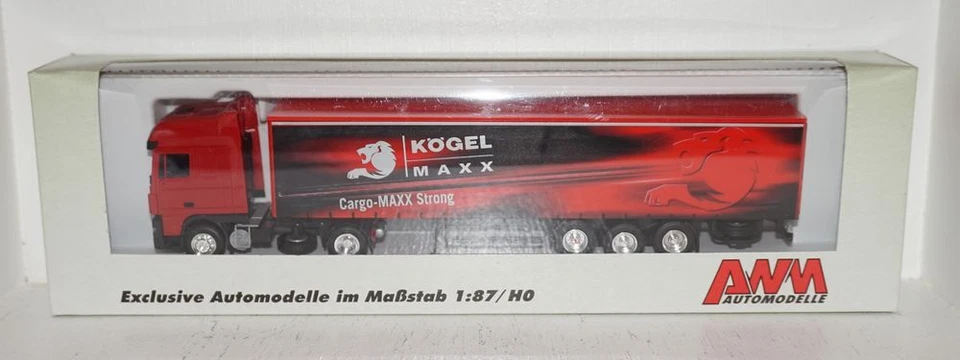 KÖGEL
MAXX
Cargo-MAXX Strong
Exclusive Automodelle im Maßstab 1:87/H0
AWM
AUTOMODELLE